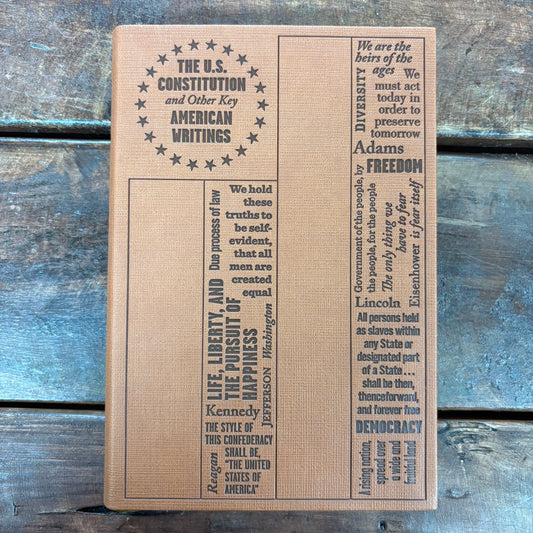 THE U.S.
CONSTITUTION
and Other Key
AMERICAN
WRITINGS
We are the
heirs of the
ages
DIVERSITY
We
must act
today in
order to
preserve
tomorrow
Adams
FREEDOM
Government of the people, by
the people, for the people
The only thing we
have to fear
is fear itself
Eisenhower
Lincoln
All persons held
as slaves within
any State or
designated part
of a State . . .
shall be then,
thenceforward,
and forever free
DEMOCRACY
A rising nation,
spread over
a wide and
fruitful land
Due process of law
We hold
these
truths to
be self-
evident,
that all
men are
created
equal
LIFE, LIBERTY, AND
THE PURSUIT OF
HAPPINESS
Washington
JEFFERSON
Kennedy
THE STYLE OF
THIS CONFEDERACY
SHALL BE,
"THE UNITED
STATES OF
AMERICA"
Reagan